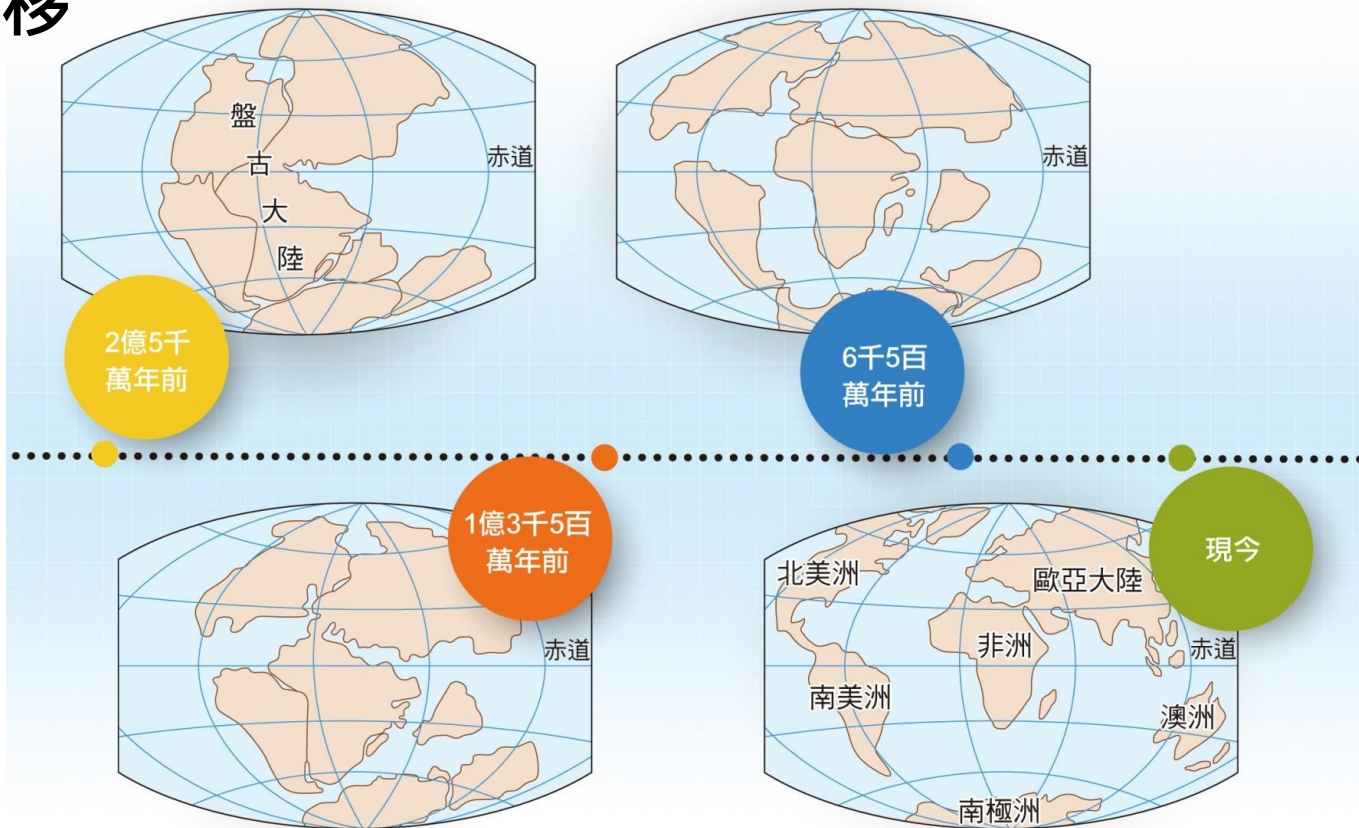 移
盤
古
大
陸
赤道
2億5千
萬年前
赤道
6千5百
萬年前
1億3千5百
萬年前
赤道
現今
北美洲
歐亞大陸
非洲
赤道
南美洲
澳洲
南極洲